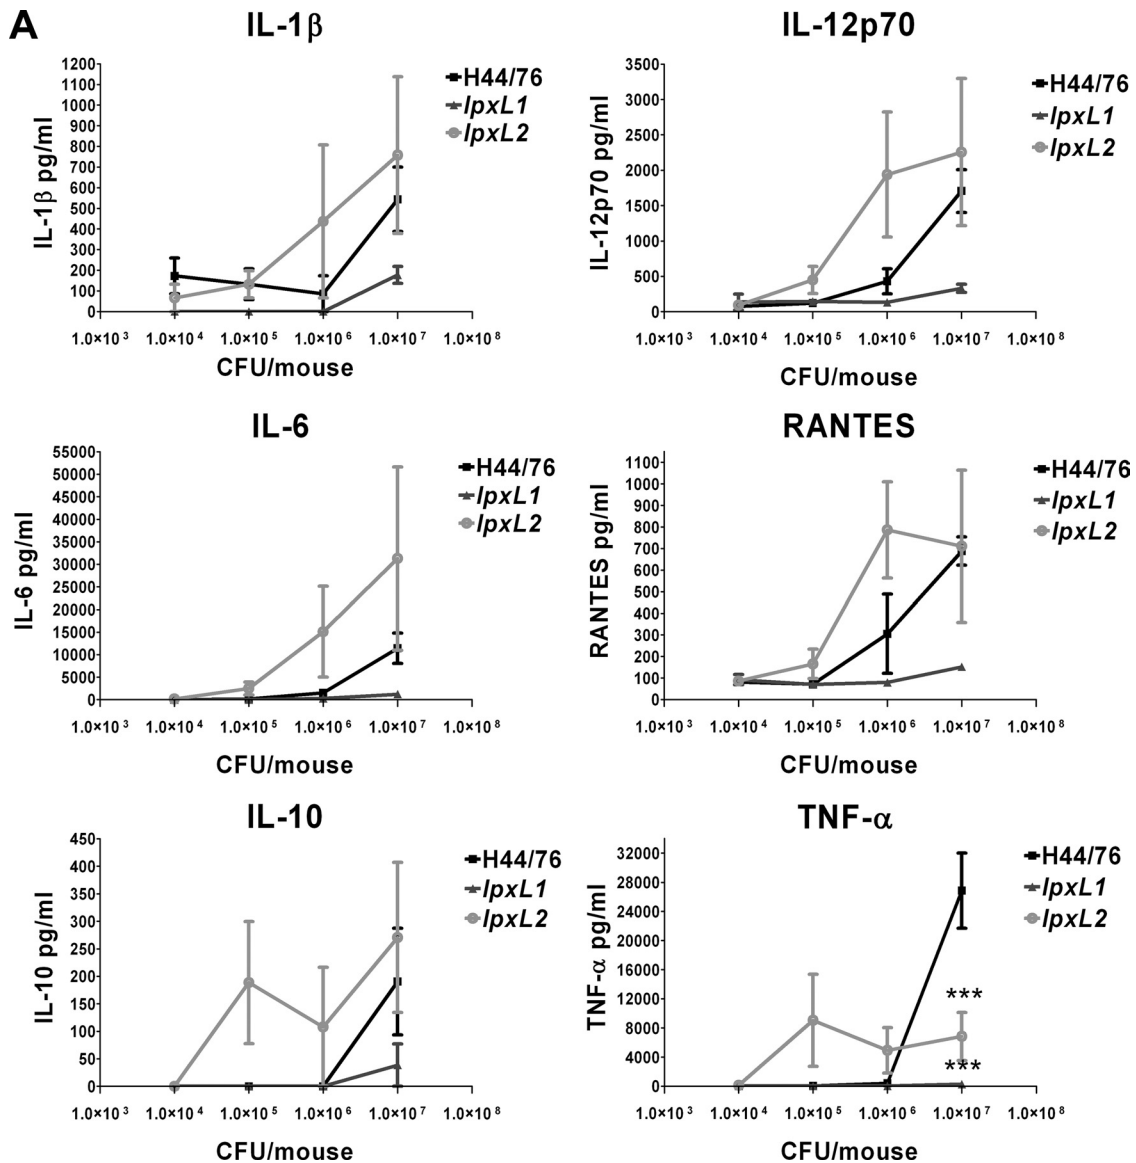 A
IL-1β
IL-1β pg/ml
1200
1100
1000
900
800
700
600
500
400
300
200
100
0
1.0×10³ 1.0×10⁴ 1.0×10⁵ 1.0×10⁶ 1.0×10⁷ 1.0×10⁸
CFU/mouse
H44/76
lpxL1
lpxL2
IL-12p70
IL-12p70 pg/ml
3500
3000
2500
2000
1500
1000
500
0
1.0×10³ 1.0×10⁴ 1.0×10⁵ 1.0×10⁶ 1.0×10⁷ 1.0×10⁸
CFU/mouse
H44/76
lpxL1
lpxL2
IL-6
IL-6 pg/ml
55000
50000
45000
40000
35000
30000
25000
20000
15000
10000
5000
0
1.0×10³ 1.0×10⁴ 1.0×10⁵ 1.0×10⁶ 1.0×10⁷ 1.0×10⁸
CFU/mouse
H44/76
lpxL1
lpxL2
RANTES
RANTES pg/ml
1100
1000
900
800
700
600
500
400
300
200
100
0
1.0×10³ 1.0×10⁴ 1.0×10⁵ 1.0×10⁶ 1.0×10⁷ 1.0×10⁸
CFU/mouse
H44/76
lpxL1
lpxL2
IL-10
IL-10 pg/ml
450
400
350
300
250
200
150
100
50
0
1.0×10³ 1.0×10⁴ 1.0×10⁵ 1.0×10⁶ 1.0×10⁷ 1.0×10⁸
CFU/mouse
H44/76
lpxL1
lpxL2
TNF-α
TNF-α pg/ml
32000
28000
24000
20000
16000
12000
8000
4000
0
***
***
1.0×10³ 1.0×10⁴ 1.0×10⁵ 1.0×10⁶ 1.0×10⁷ 1.0×10⁸
CFU/mouse
H44/76
lpxL1
lpxL2